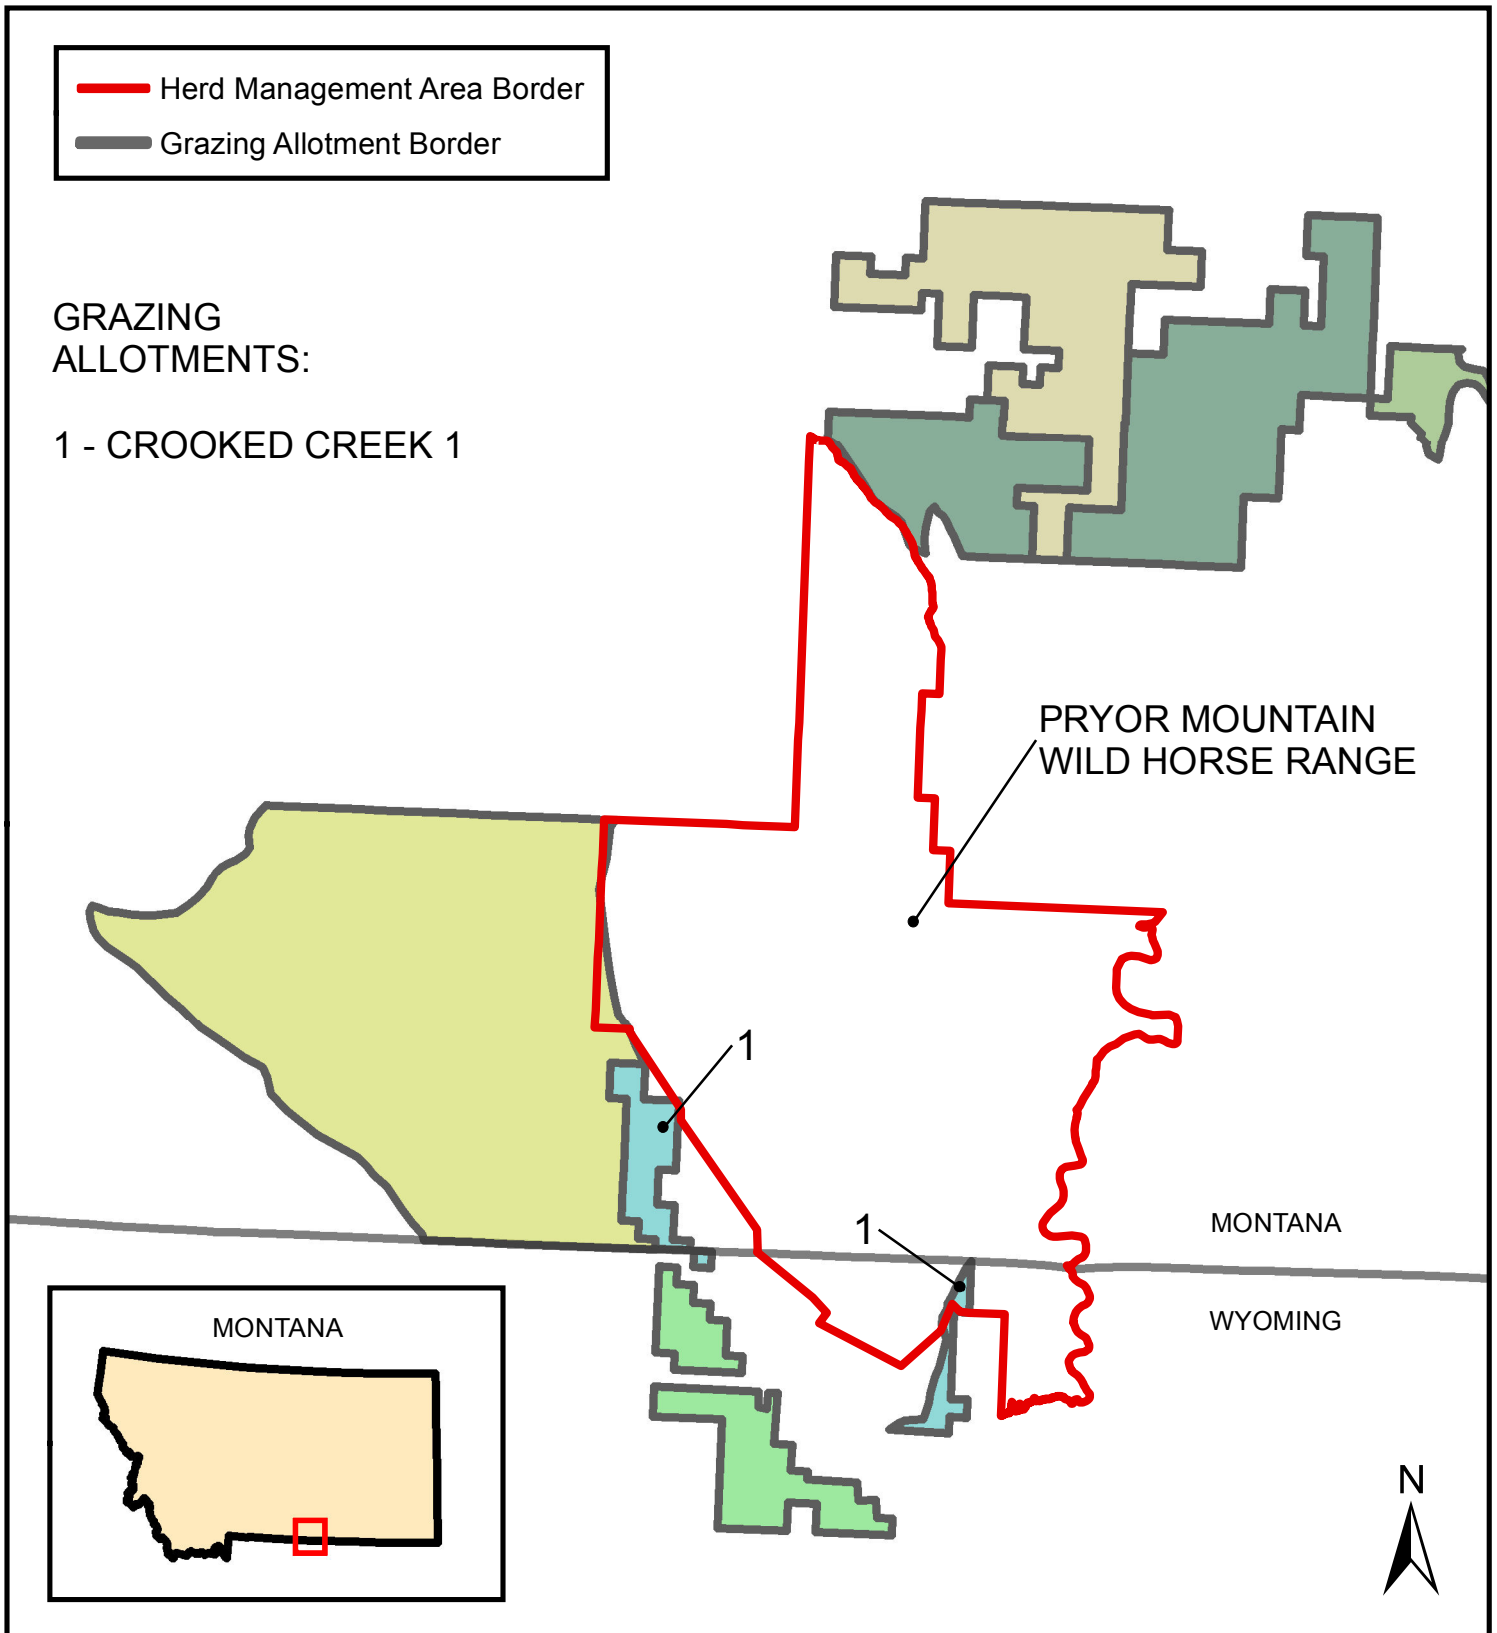 Herd Management Area Border
Grazing Allotment Border
GRAZING
ALLOTMENTS:
1 - CROOKED CREEK 1
PRYOR MOUNTAIN
WILD HORSE RANGE
1
1
MONTANA
WYOMING
MONTANA
N